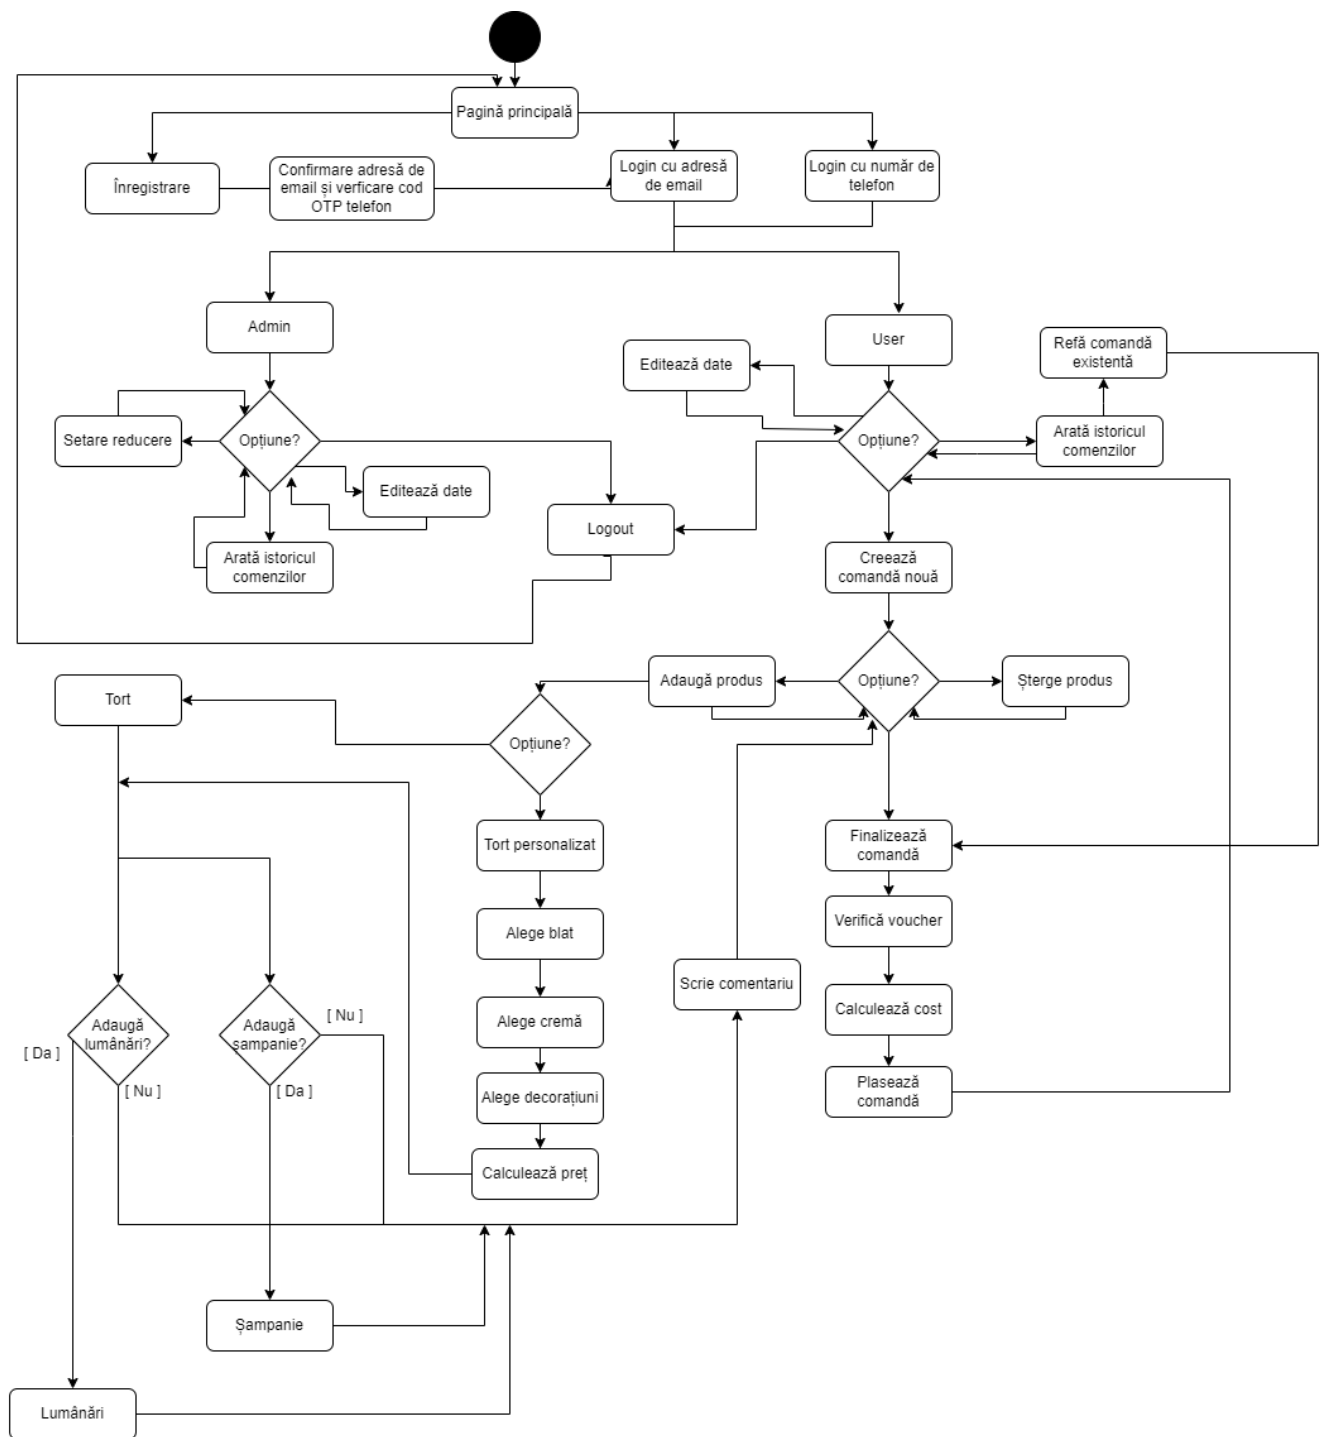 Pagină principală
Înregistrare
Confirmare adresă de
email și verficare cod
OTP telefon
Login cu adresă
de email
Login cu număr de
telefon
Admin
User
Editează date
Refă comandă
existentă
Setare reducere
Opțiune?
Opțiune?
Arată istoricul
comenzilor
Editează date
Logout
Arată istoricul
comenzilor
Creează
comandă nouă
Tort
Adaugă produs
Opțiune?
Șterge produs
Opțiune?
Tort personalizat
Finalizează
comandă
Alege blat
Verifică voucher
Scrie comentariu
Calculează cost
Alege cremă
Adaugă
lumânări?
Adaugă
șampanie?
[ Nu ]
[ Da ]
[ Nu ]
[ Da ]
Alege decorațiuni
Plasează
comandă
Calculează preț
Șampanie
Lumânări